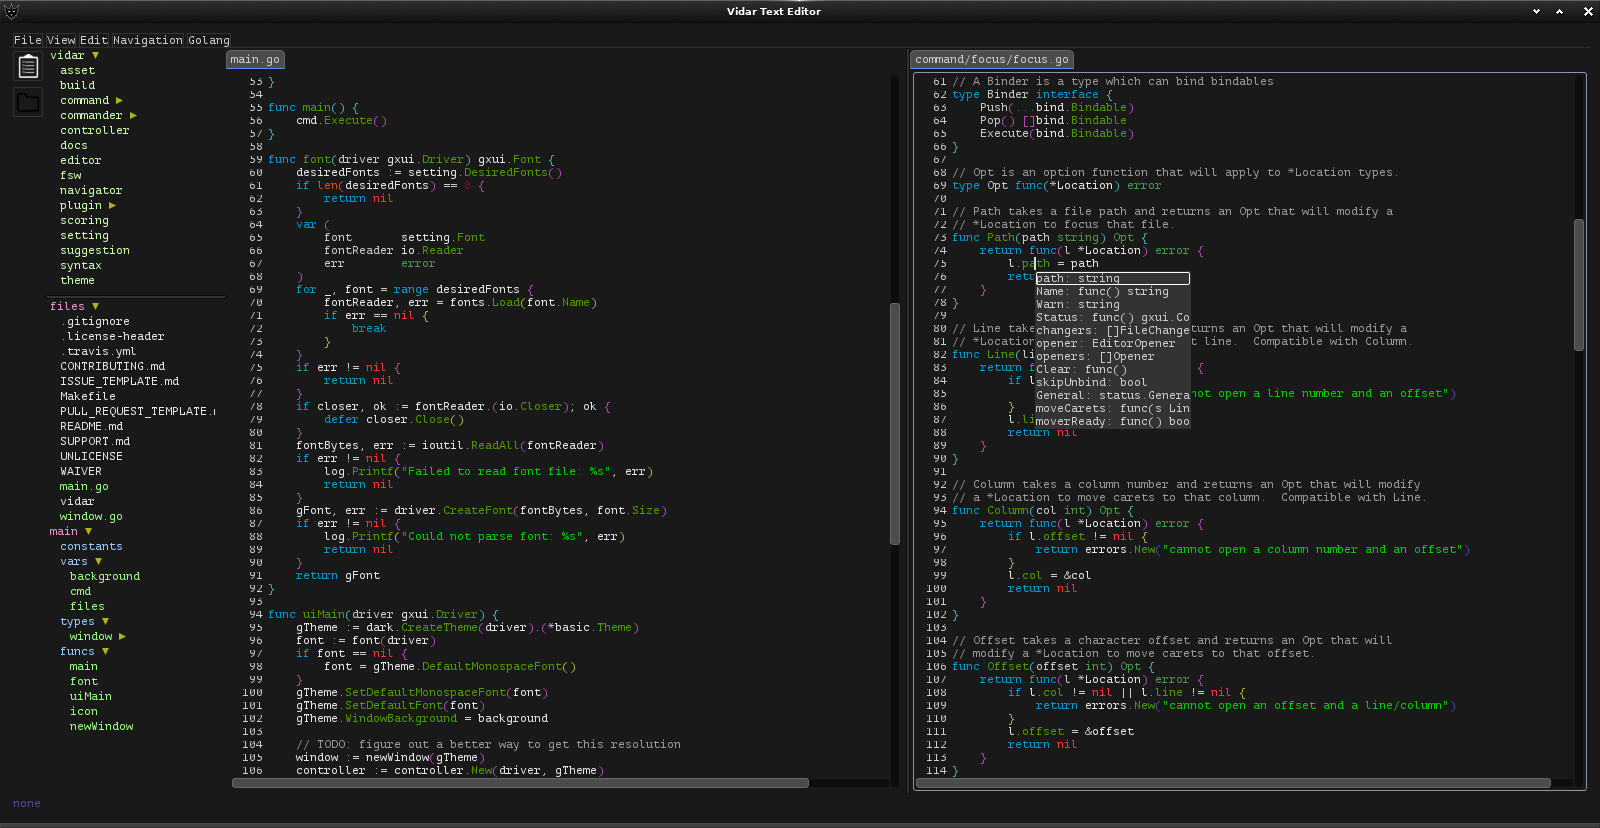 Vidar Text Editor
File View Edit Navigation Golang
vidar ▼
asset
build
command ▶
commander ▶
controller
docs
editor
fsw
navigator
plugin ▶
scoring
setting
suggestion
syntax
theme
files ▼
.gitignore
.license-header
.travis.yml
CONTRIBUTING.md
ISSUE_TEMPLATE.md
Makefile
PULL_REQUEST_TEMPLATE.
README.md
SUPPORT.md
UNLICENSE
WAIVER
main.go
vidar
window.go
main ▼
constants
vars ▼
background
cmd
files
types ▼
window ▶
funcs ▼
main
font
uiMain
icon
newWindow
none
main.go
53 }
54
55 func main() {
56     cmd.Execute()
57 }
58
59 func font(driver gxui.Driver) gxui.Font {
60     desiredFonts := setting.DesiredFonts()
61     if len(desiredFonts) == 0 {
62         return nil
63     }
64     var (
65         font       setting.Font
66         fontReader io.Reader
67         err        error
68     )
69     for _, font = range desiredFonts {
70         fontReader, err = fonts.Load(font.Name)
71         if err == nil {
72             break
73         }
74     }
75     if err != nil {
76         return nil
77     }
78     if closer, ok := fontReader.(io.Closer); ok {
79         defer closer.Close()
80     }
81     fontBytes, err := ioutil.ReadAll(fontReader)
82     if err != nil {
83         log.Printf("Failed to read font file: %s", err)
84         return nil
85     }
86     gFont, err := driver.CreateFont(fontBytes, font.Size)
87     if err != nil {
88         log.Printf("Could not parse font: %s", err)
89         return nil
90     }
91     return gFont
92 }
93
94 func uiMain(driver gxui.Driver) {
95     gTheme := dark.CreateTheme(driver).(*basic.Theme)
96     font := font(driver)
97     if font == nil {
98         font = gTheme.DefaultMonospaceFont()
99     }
100     gTheme.SetDefaultMonospaceFont(font)
101     gTheme.SetDefaultFont(font)
102     gTheme.WindowBackground = background
103
104     // TODO: figure out a better way to get this resolution
105     window := newWindow(gTheme)
106     controller := controller.New(driver, gTheme)
command/focus/focus.go
61 // A Binder is a type which can bind bindables
62 type Binder interface {
63     Push(...bind.Bindable)
64     Pop() []bind.Bindable
65     Execute(bind.Bindable)
66 }
67
68 // Opt is an option function that will apply to *Location types.
69 type Opt func(*Location) error
70
71 // Path takes a file path and returns an Opt that will modify a
72 // *Location to focus that file.
73 func Path(path string) Opt {
74     return func(l *Location) error {
75         l.path = path
76         retu
77     }
78 }
79
80 // Line take urns an Opt that will modify a
81 // *Location t line.  Compatible with Column.
82 func Line(li
83     return f {
84         if l
85 not open a line number and an offset")
86         }
87         l.li
88         return nil
89     }
90 }
91
92 // Column takes a column number and returns an Opt that will modify
93 // a *Location to move carets to that column.  Compatible with Line.
94 func Column(col int) Opt {
95     return func(l *Location) error {
96         if l.offset != nil {
97             return errors.New("cannot open a column number and an offset")
98         }
99         l.col = &col
100         return nil
101     }
102 }
103
104 // Offset takes a character offset and returns an Opt that will
105 // modify a *Location to move carets to that offset.
106 func Offset(offset int) Opt {
107     return func(l *Location) error {
108         if l.col != nil || l.line != nil {
109             return errors.New("cannot open an offset and a line/column")
110         }
111         l.offset = &offset
112         return nil
113     }
114 }
path: string
Name: func() string
Warn: string
Status: func() gxui.Co
changers: []FileChange
opener: EditorOpener
openers: []Opener
Clear: func()
skipUnbind: bool
General: status.Genera
moveCarets: func(s Lin
moverReady: func() boo